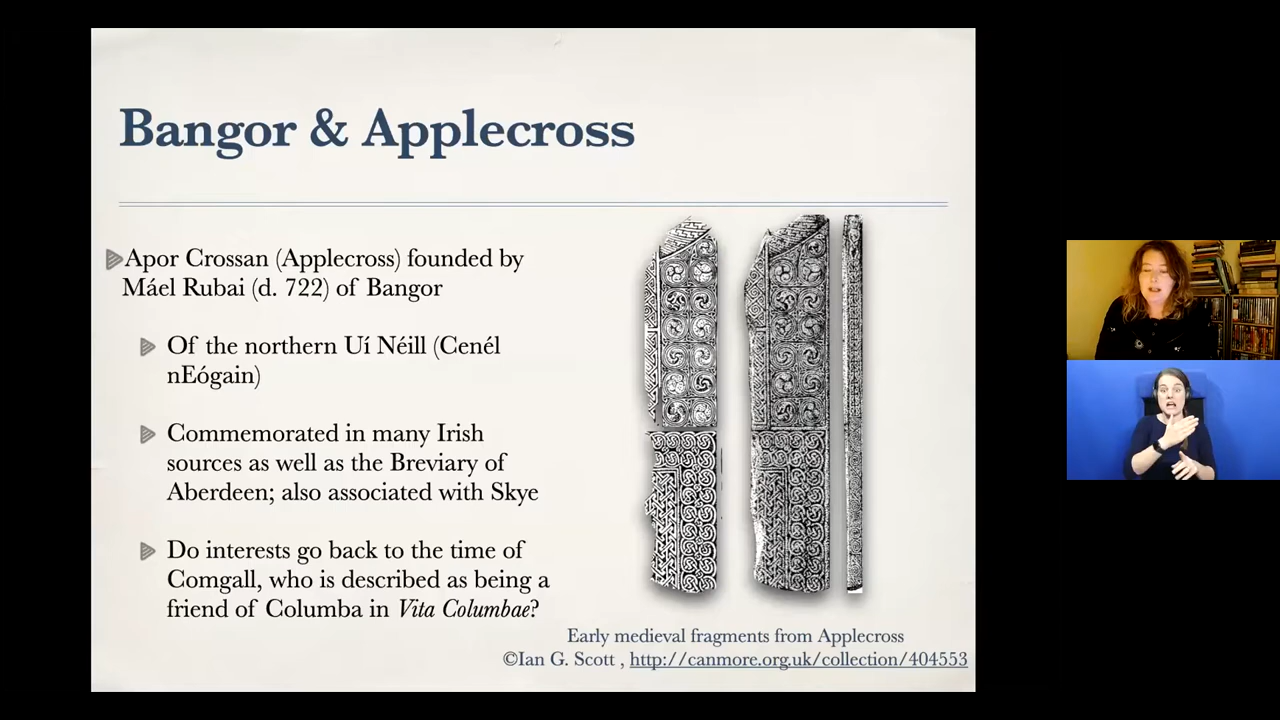 Bangor & Applecross
Apor Crossan (Applecross) founded by
Máel Rubai (d. 722) of Bangor
Of the northern Uí Néill (Cenél
nEógain)
Commemorated in many Irish
sources as well as the Breviary of
Aberdeen; also associated with Skye
Do interests go back to the time of
Comgall, who is described as being a
friend of Columba in Vita Columbae?
Early medieval fragments from Applecross
©Ian G. Scott , http://canmore.org.uk/collection/404553